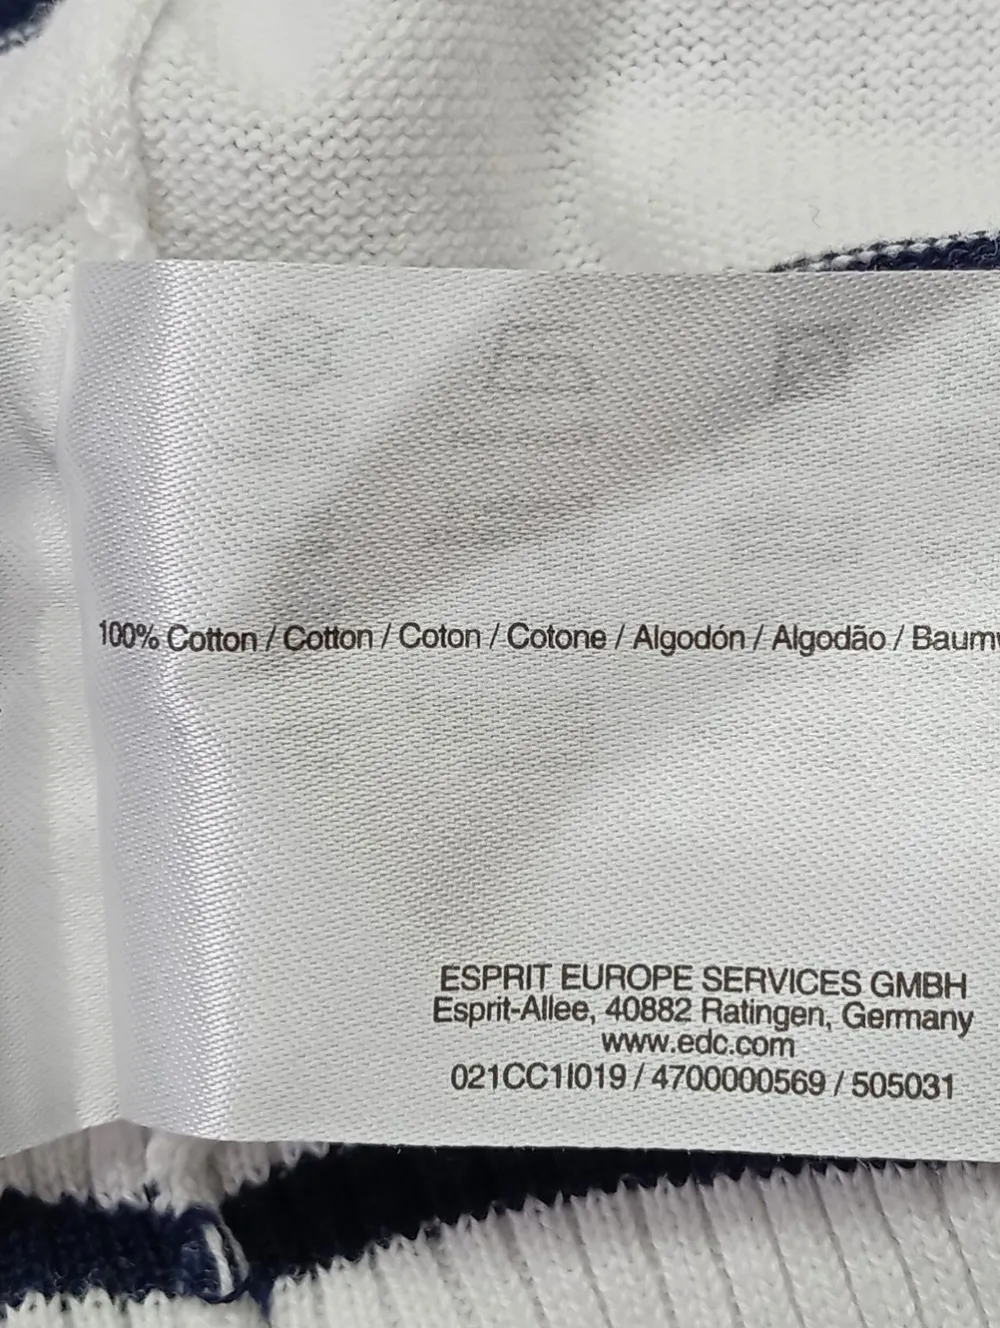 100% Cotton / Cotton / Coton / Cotone / Algodón / Algodão /
ESPRIT EUROPE SERVICES GMBH
Esprit-Allee, 40882 Ratingen, Germany
www.edc.com
021CC1I019 / 4700000569 / 505031